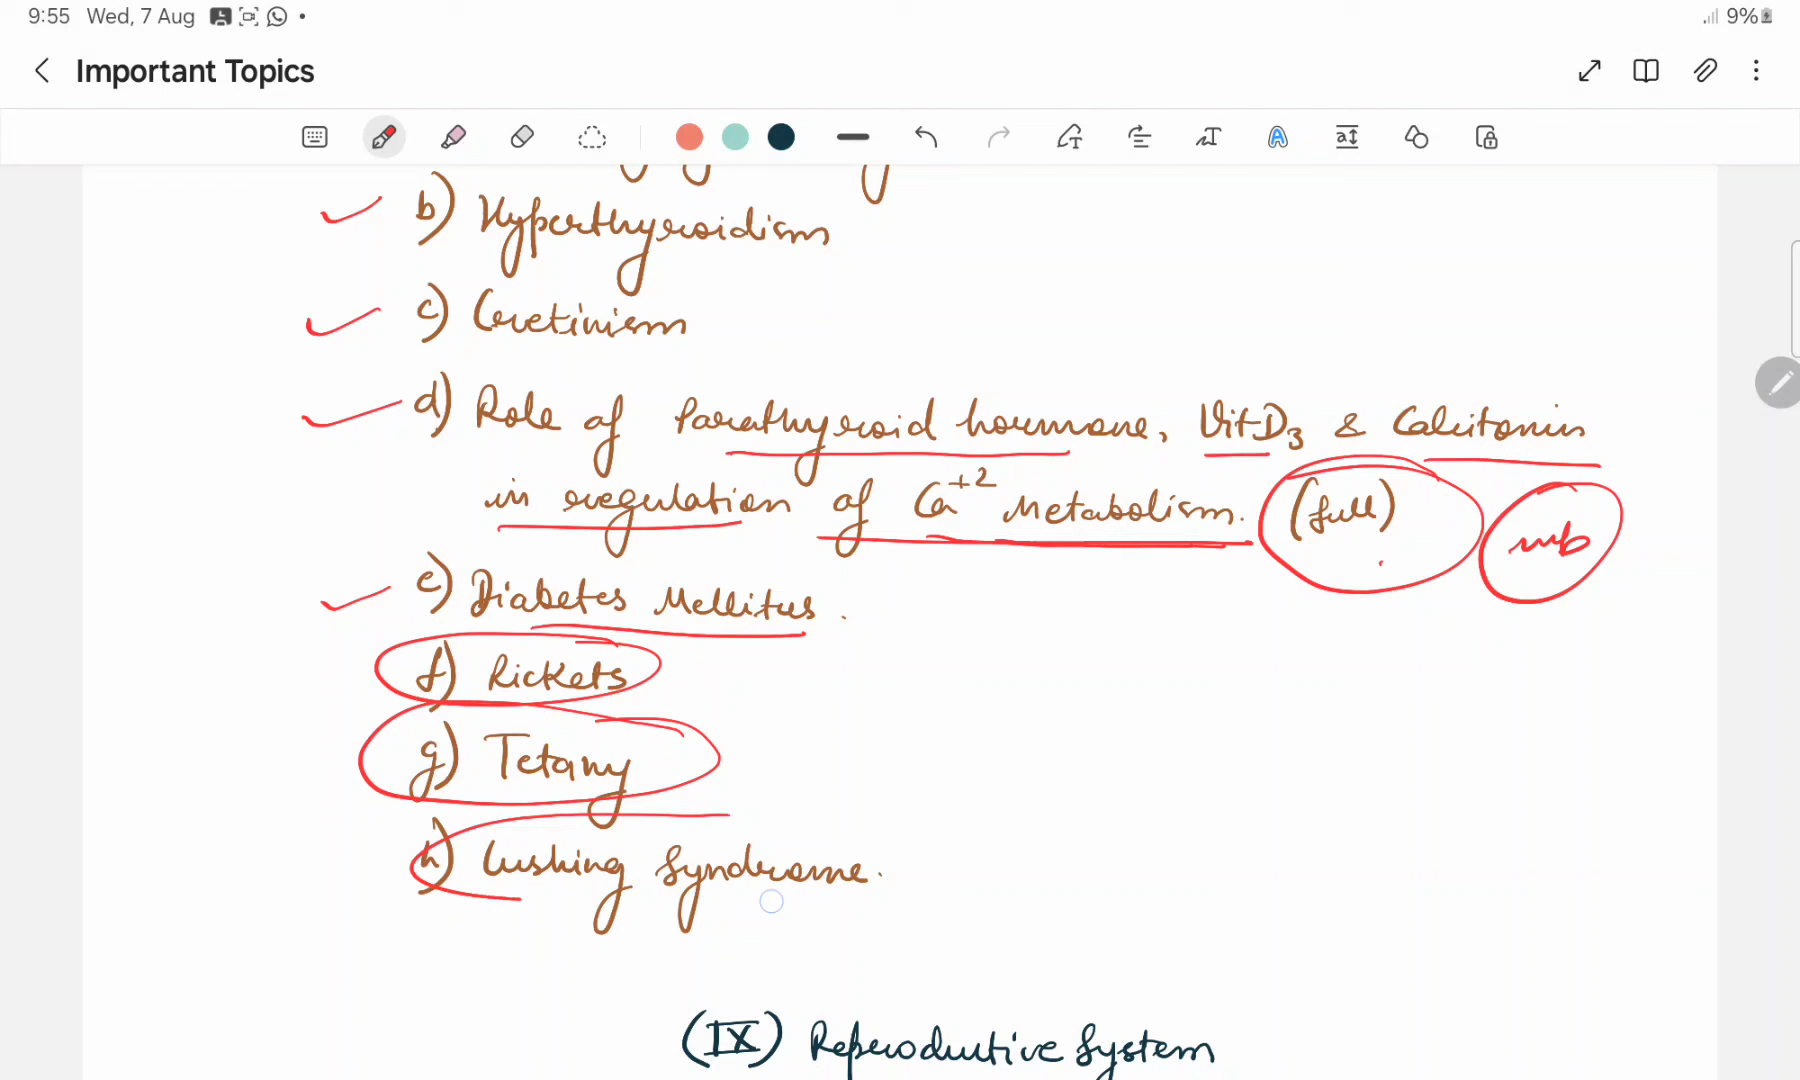 9:55 Wed, 7 Aug 9%
Important Topics
b) Hyperthyroidism
c) Cretinism
d) Role of Parathyroid hormone, Vit-D3 & Calcitonin
in regulation of Ca+2 Metabolism. (full)
e) Diabetes Mellitus.
f) Rickets
g) Tetany
h) Cushing Syndrome.
(IX) Reproductive System